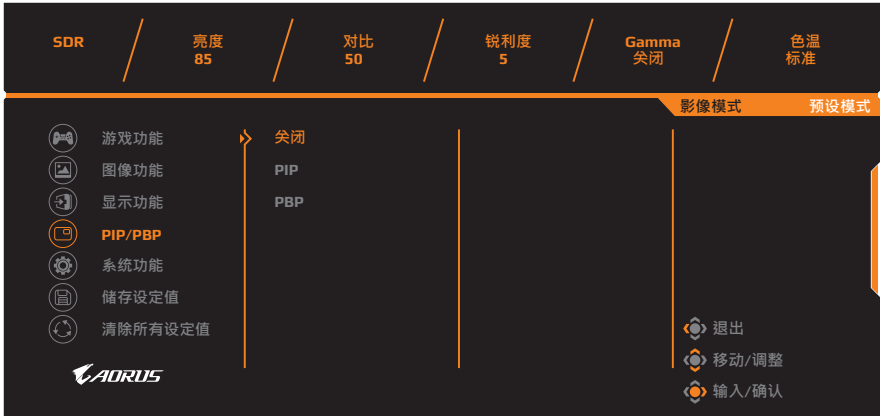 SDR
亮度
85
对比
50
锐利度
5
Gamma
关闭
色温
标准
影像模式
预设模式
游戏功能
关闭
图像功能
PIP
显示功能
PBP
PIP/PBP
系统功能
储存设定值
清除所有设定值
退出
移动/调整
输入/确认
AORUS